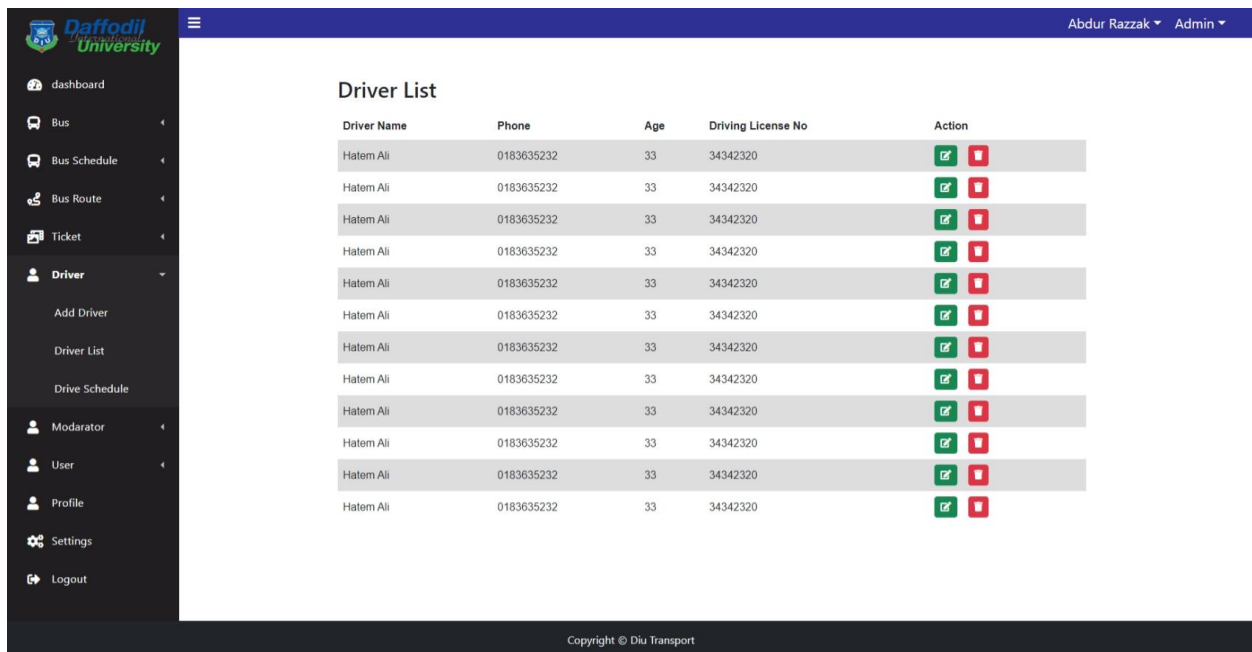 Daffodil
International
University
Abdur Razzak Admin
dashboard
Bus
Bus Schedule
Bus Route
Ticket
Driver
Add Driver
Driver List
Drive Schedule
Modarator
User
Profile
Settings
Logout
Driver List
Driver Name Phone Age Driving License No Action
Hatem Ali 0183635232 33 34342320
Hatem Ali 0183635232 33 34342320
Hatem Ali 0183635232 33 34342320
Hatem Ali 0183635232 33 34342320
Hatem Ali 0183635232 33 34342320
Hatem Ali 0183635232 33 34342320
Hatem Ali 0183635232 33 34342320
Hatem Ali 0183635232 33 34342320
Hatem Ali 0183635232 33 34342320
Hatem Ali 0183635232 33 34342320
Hatem Ali 0183635232 33 34342320
Hatem Ali 0183635232 33 34342320
Copyright © Diu Transport